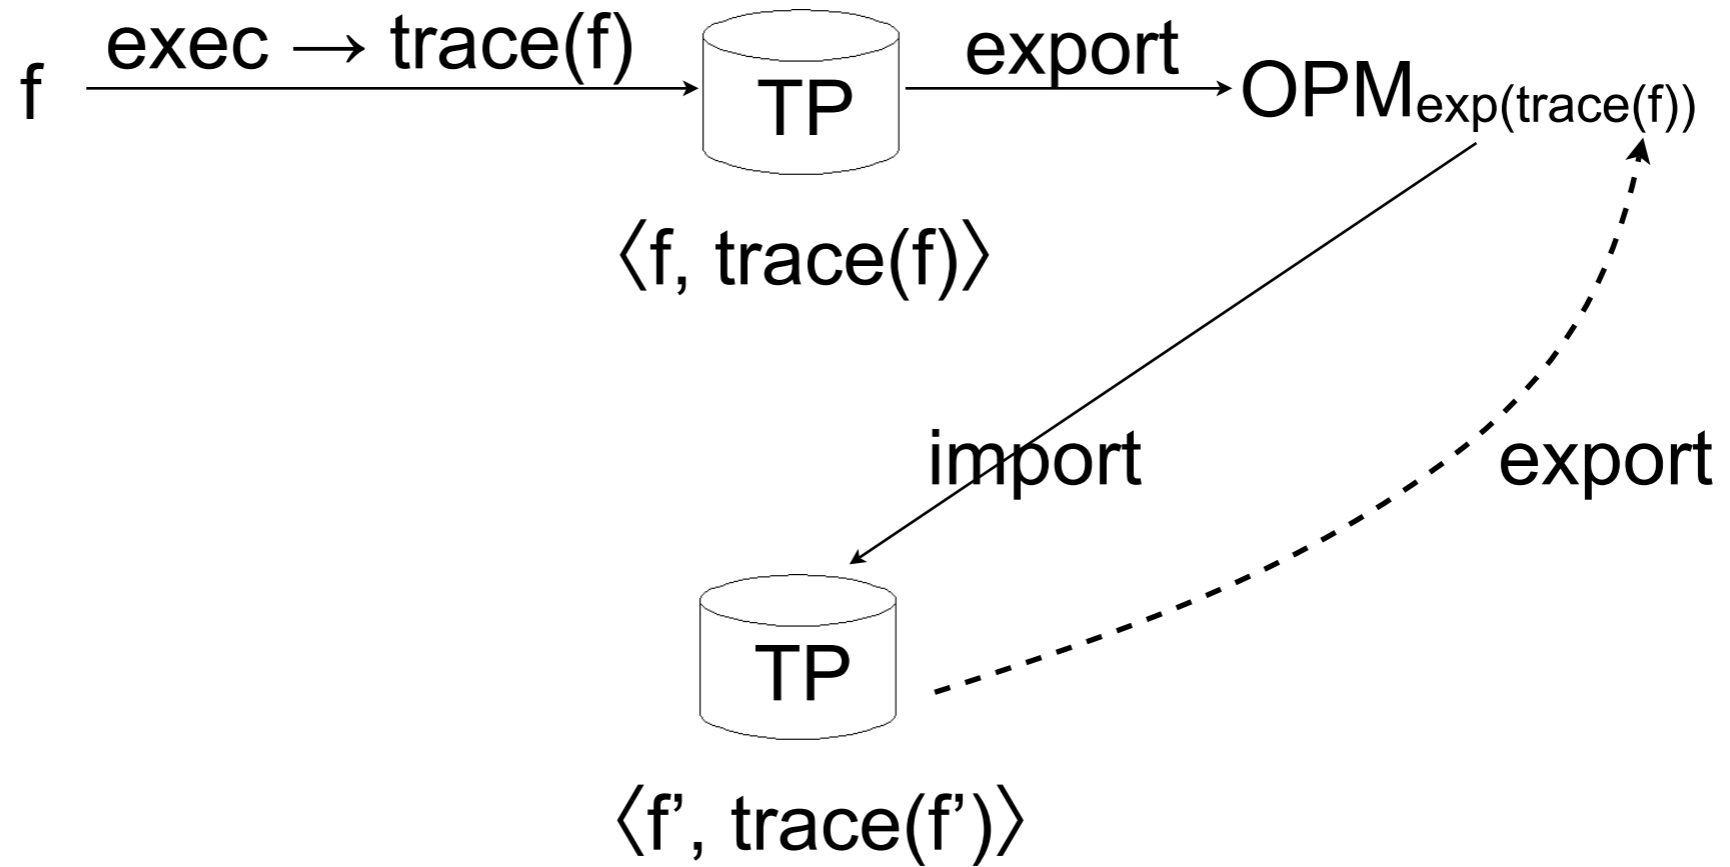 f
exec → trace(f)
TP
export
OPMexp(trace(f))
⟨f, trace(f)⟩
import
export
TP
⟨f’, trace(f’)⟩